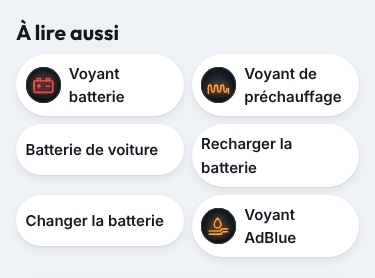 À lire aussi
Voyant
batterie
Voyant de
préchauffage
Batterie de voiture
Recharger la
batterie
Changer la batterie
Voyant
AdBlue